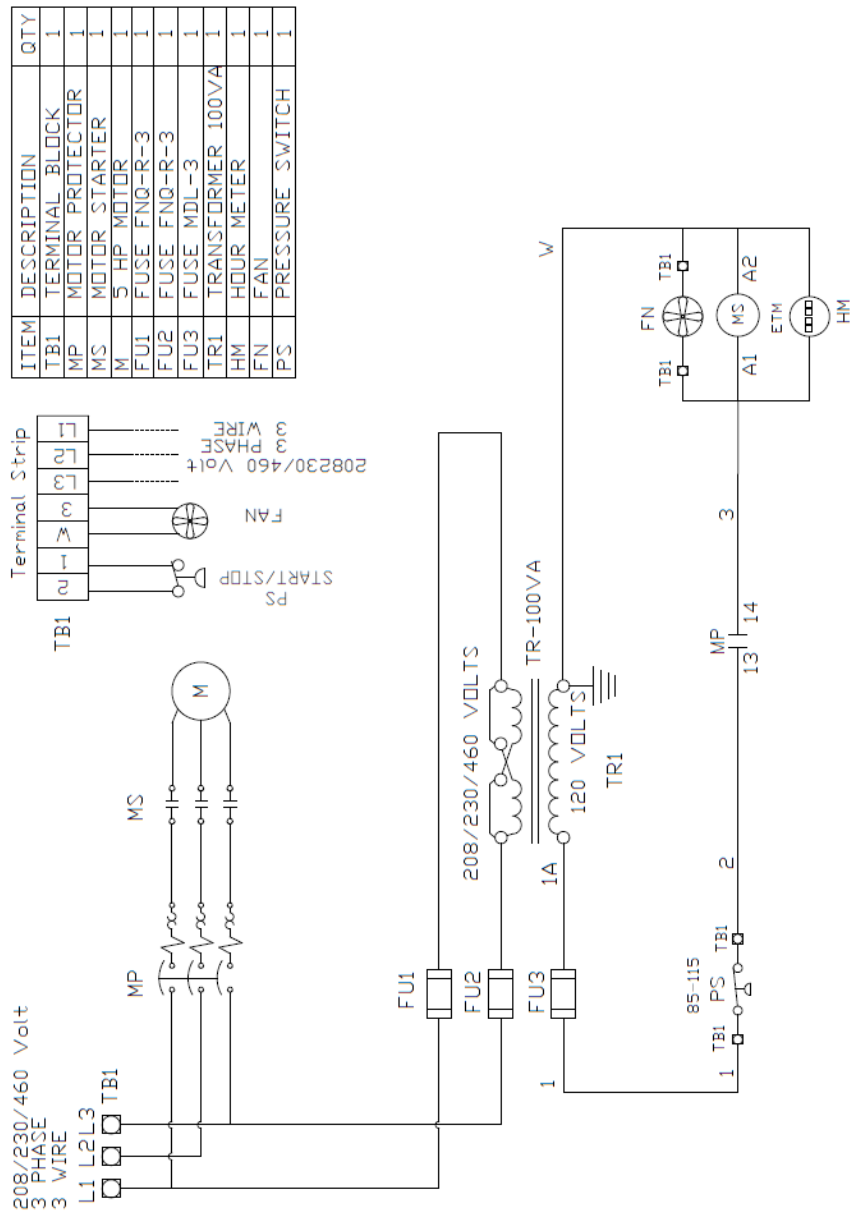 208/230/460 Volt
3 PHASE
3 WIRE
L1 L2 L3 TB1
MP
MS
M
FU1
FU2
208/230/460 VOLTS
TR-100VA
FU3
1A
120 VOLTS
TR1
1
W
1
TB1
85-115
PS
TB1
2
MP
13 14
3
TB1
FN
TB1
A1
MS
A2
ETM
HM
Terminal Strip
TB1
2
1
W
3
L3
L2
L1
PS
START/STOP
FAN
208230/460 Volt
3 PHASE
3 WIRE
ITEM DESCRIPTION QTY
TB1 TERMINAL BLOCK 1
MP MOTOR PROTECTOR 1
MS MOTOR STARTER 1
M 5 HP MOTOR 1
FU1 FUSE FNQ-R-3 1
FU2 FUSE FNQ-R-3 1
FU3 FUSE MDL-3 1
TR1 TRANSFORMER 100VA 1
HM HOUR METER 1
FN FAN 1
PS PRESSURE SWITCH 1